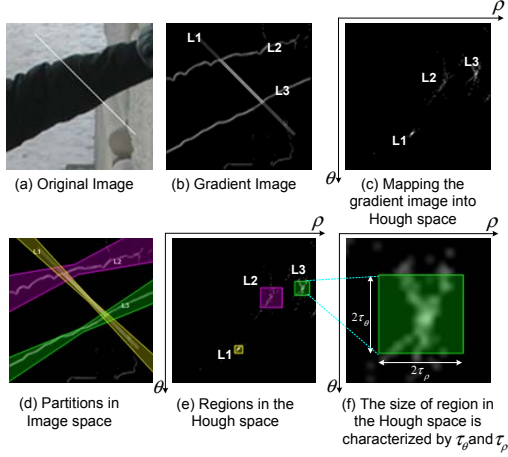 ρ
L1
L2
L3
L2
L3
L1
θ
(a) Original Image
(b) Gradient Image
(c) Mapping the
gradient image into
Hough space
ρ
ρ
L1
L2
L3
L2
L3
L1
2τθ
2τρ
θ
θ
(d) Partitions in
Image space
(e) Regions in the
Hough space
(f) The size of region in
the Hough space is
characterized by τθ and τρ